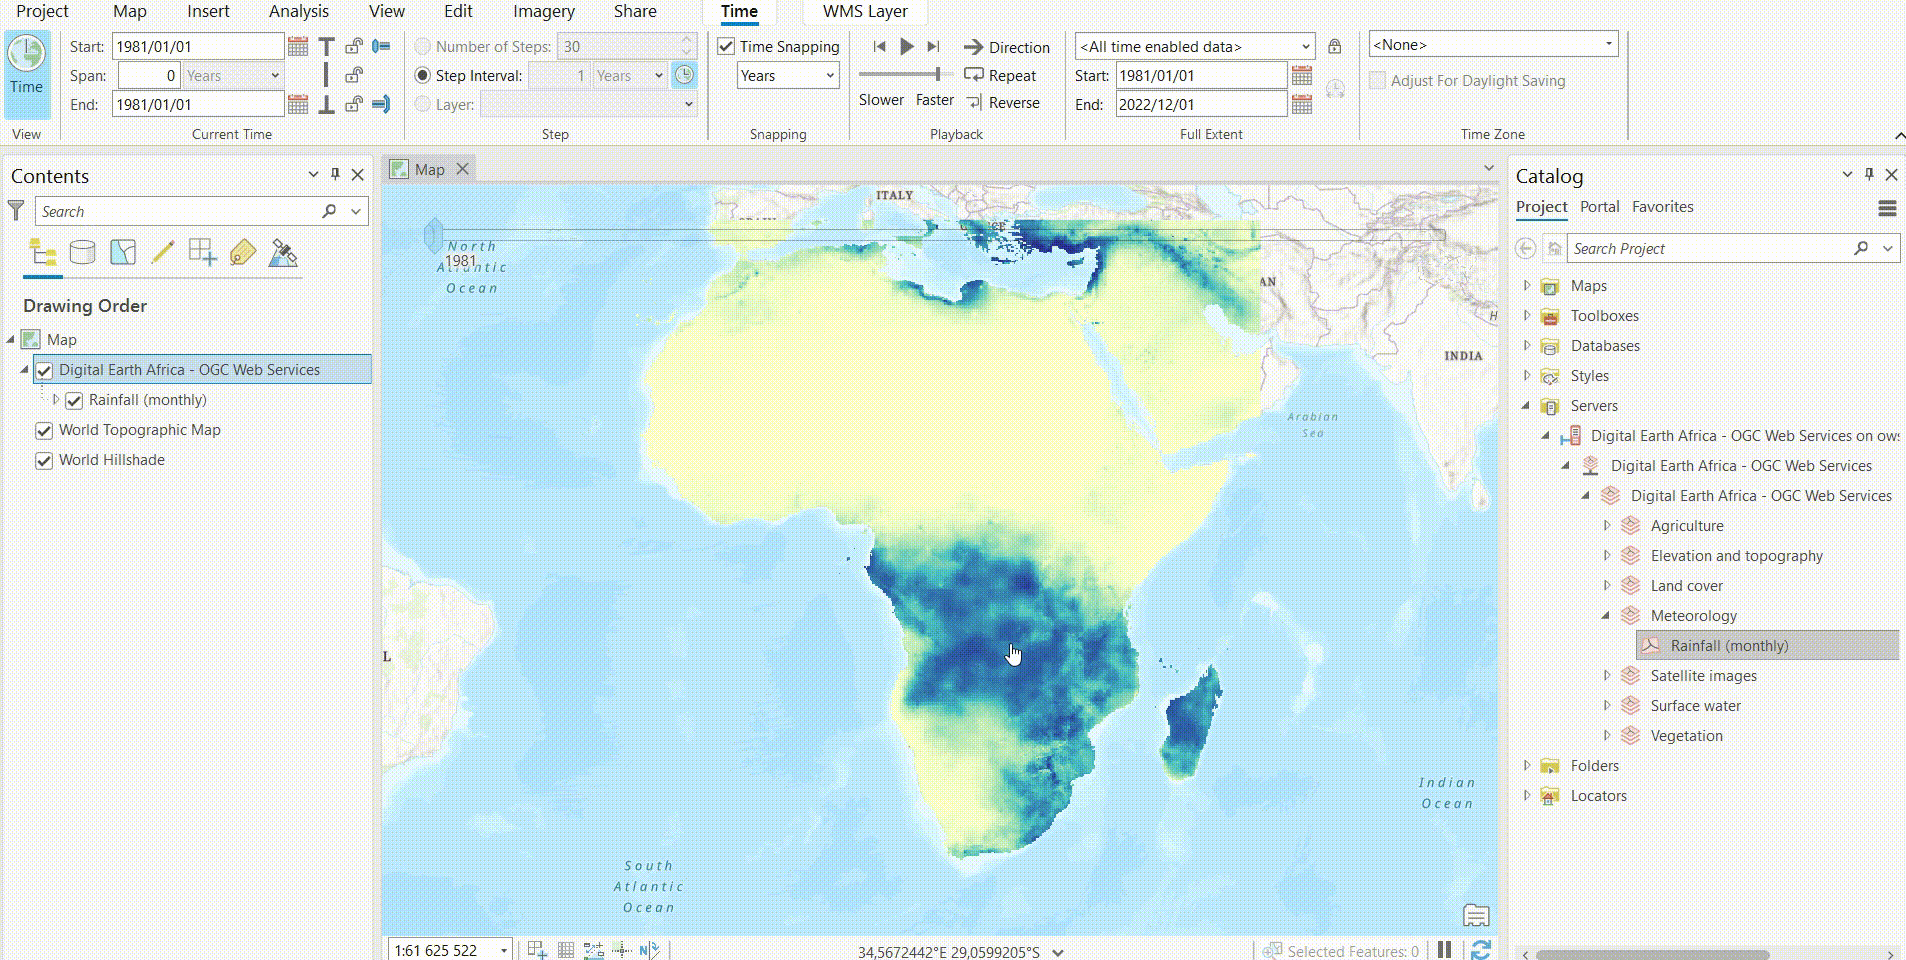 Project Map Insert Analysis View Edit Imagery Share Time WMS Layer
Time
View
Start: 1981/01/01
Span: 0 Years
End: 1981/01/01
Current Time
Number of Steps: 30
Step Interval: 1 Years
Layer:
Step
Time Snapping
Years
Snapping
Direction
Repeat
Slower Faster Reverse
Playback
<All time enabled data>
Start: 1981/01/01
End: 2022/12/01
Full Extent
<None>
Adjust For Daylight Saving
Time Zone
Contents
Search
Drawing Order
Map
Digital Earth Africa - OGC Web Services
Rainfall (monthly)
World Topographic Map
World Hillshade
Map
ITALY
North
Atlantic
Ocean
1981
AN
INDIA
Arabian
Sea
L
South
Atlantic
Ocean
Indian
Ocean
1:61 625 522
34,5672442°E 29,0599205°S
Selected Features: 0
Catalog
Project Portal Favorites
Search Project
Maps
Toolboxes
Databases
Styles
Servers
Digital Earth Africa - OGC Web Services on ows
Digital Earth Africa - OGC Web Services
Digital Earth Africa - OGC Web Services
Agriculture
Elevation and topography
Land cover
Meteorology
Rainfall (monthly)
Satellite images
Surface water
Vegetation
Folders
Locators